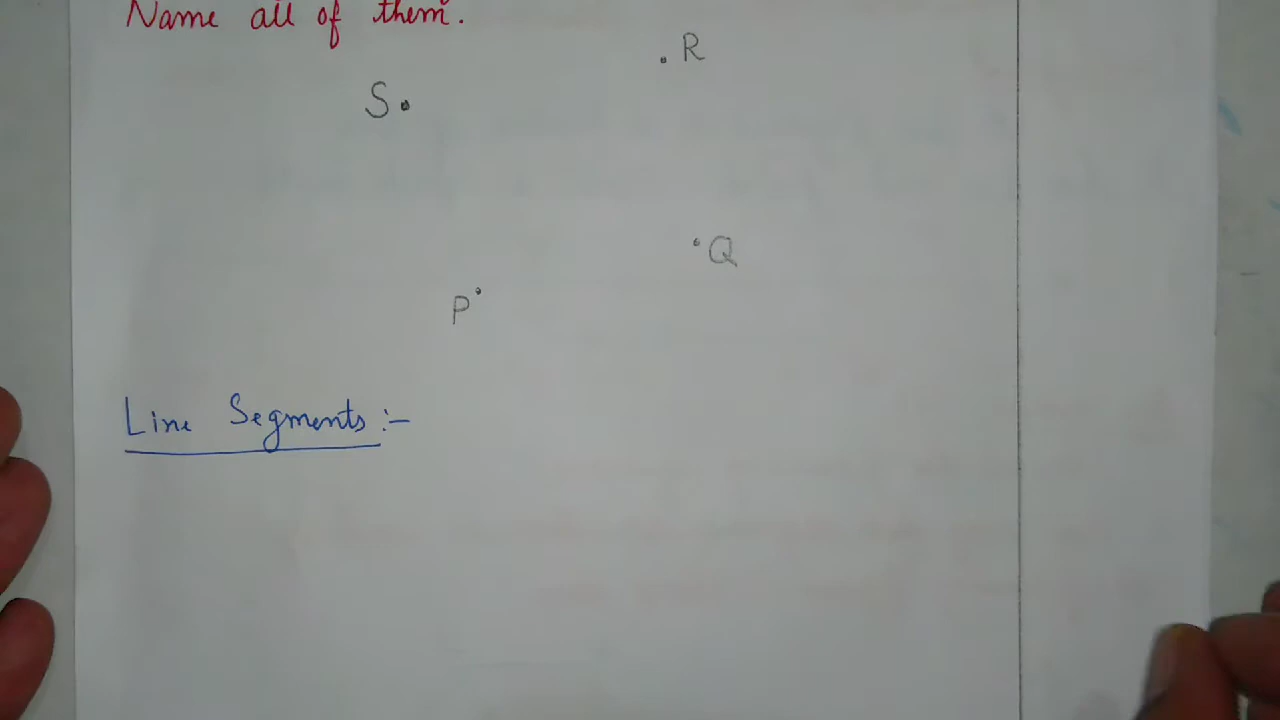 Name all of them.
R
S
Q
P
Line Segments :-